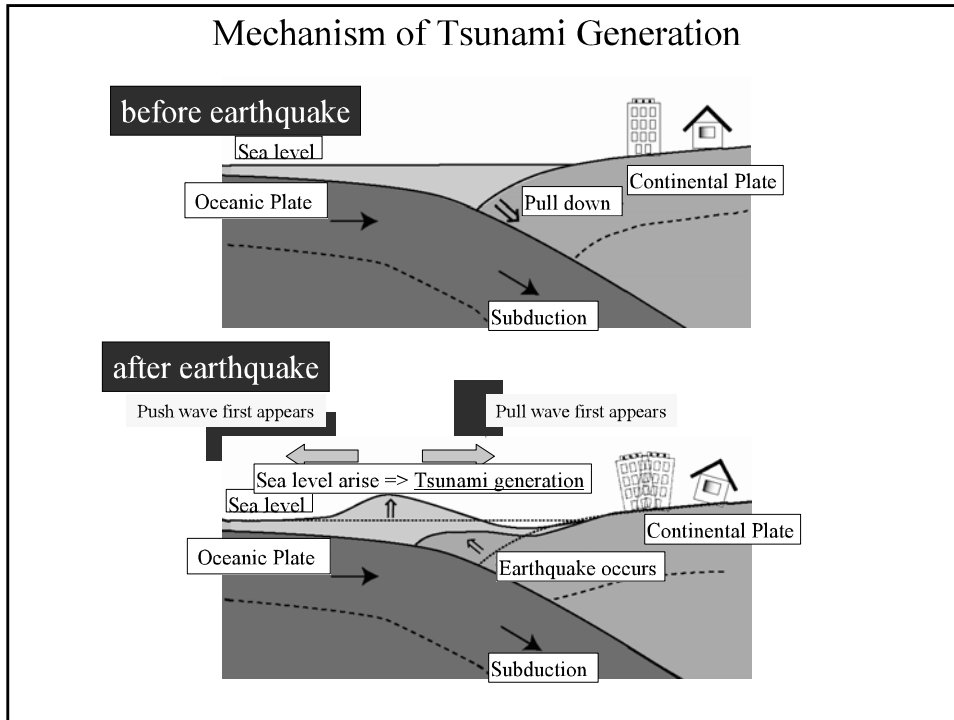 Mechanism of Tsunami Generation
before earthquake
Sea level
Oceanic Plate
Continental Plate
Pull down
Subduction
after earthquake
Push wave first appears
Pull wave first appears
Sea level arise => Tsunami generation
Sea level
Continental Plate
Oceanic Plate
Earthquake occurs
Subduction